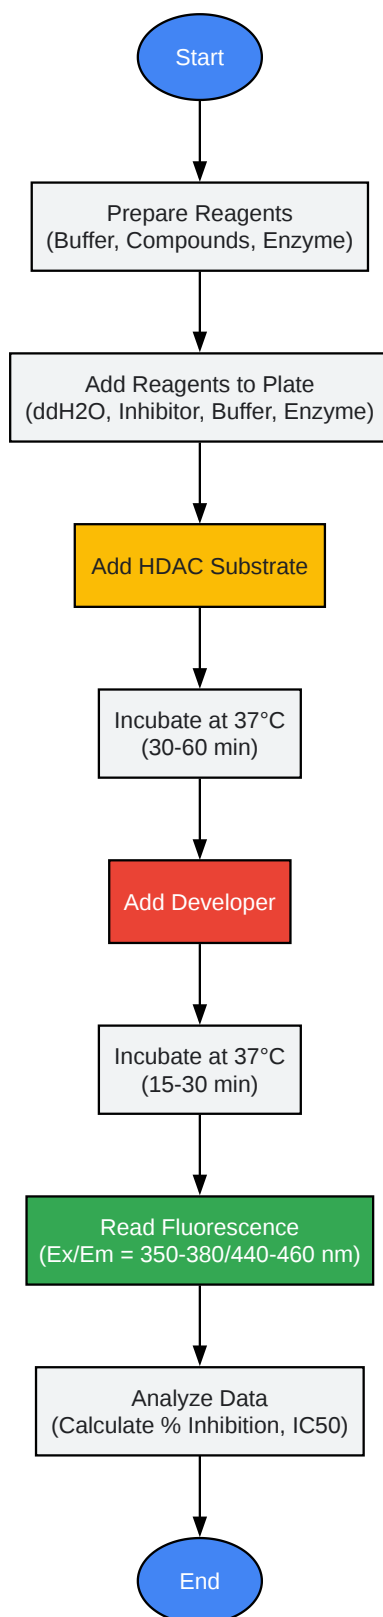 Start
Prepare Reagents
(Buffer, Compounds, Enzyme)
Add Reagents to Plate
(ddH2O, Inhibitor, Buffer, Enzyme)
Add HDAC Substrate
Incubate at 37°C
(30-60 min)
Add Developer
Incubate at 37°C
(15-30 min)
Read Fluorescence
(Ex/Em = 350-380/440-460 nm)
Analyze Data
(Calculate % Inhibition, IC50)
End